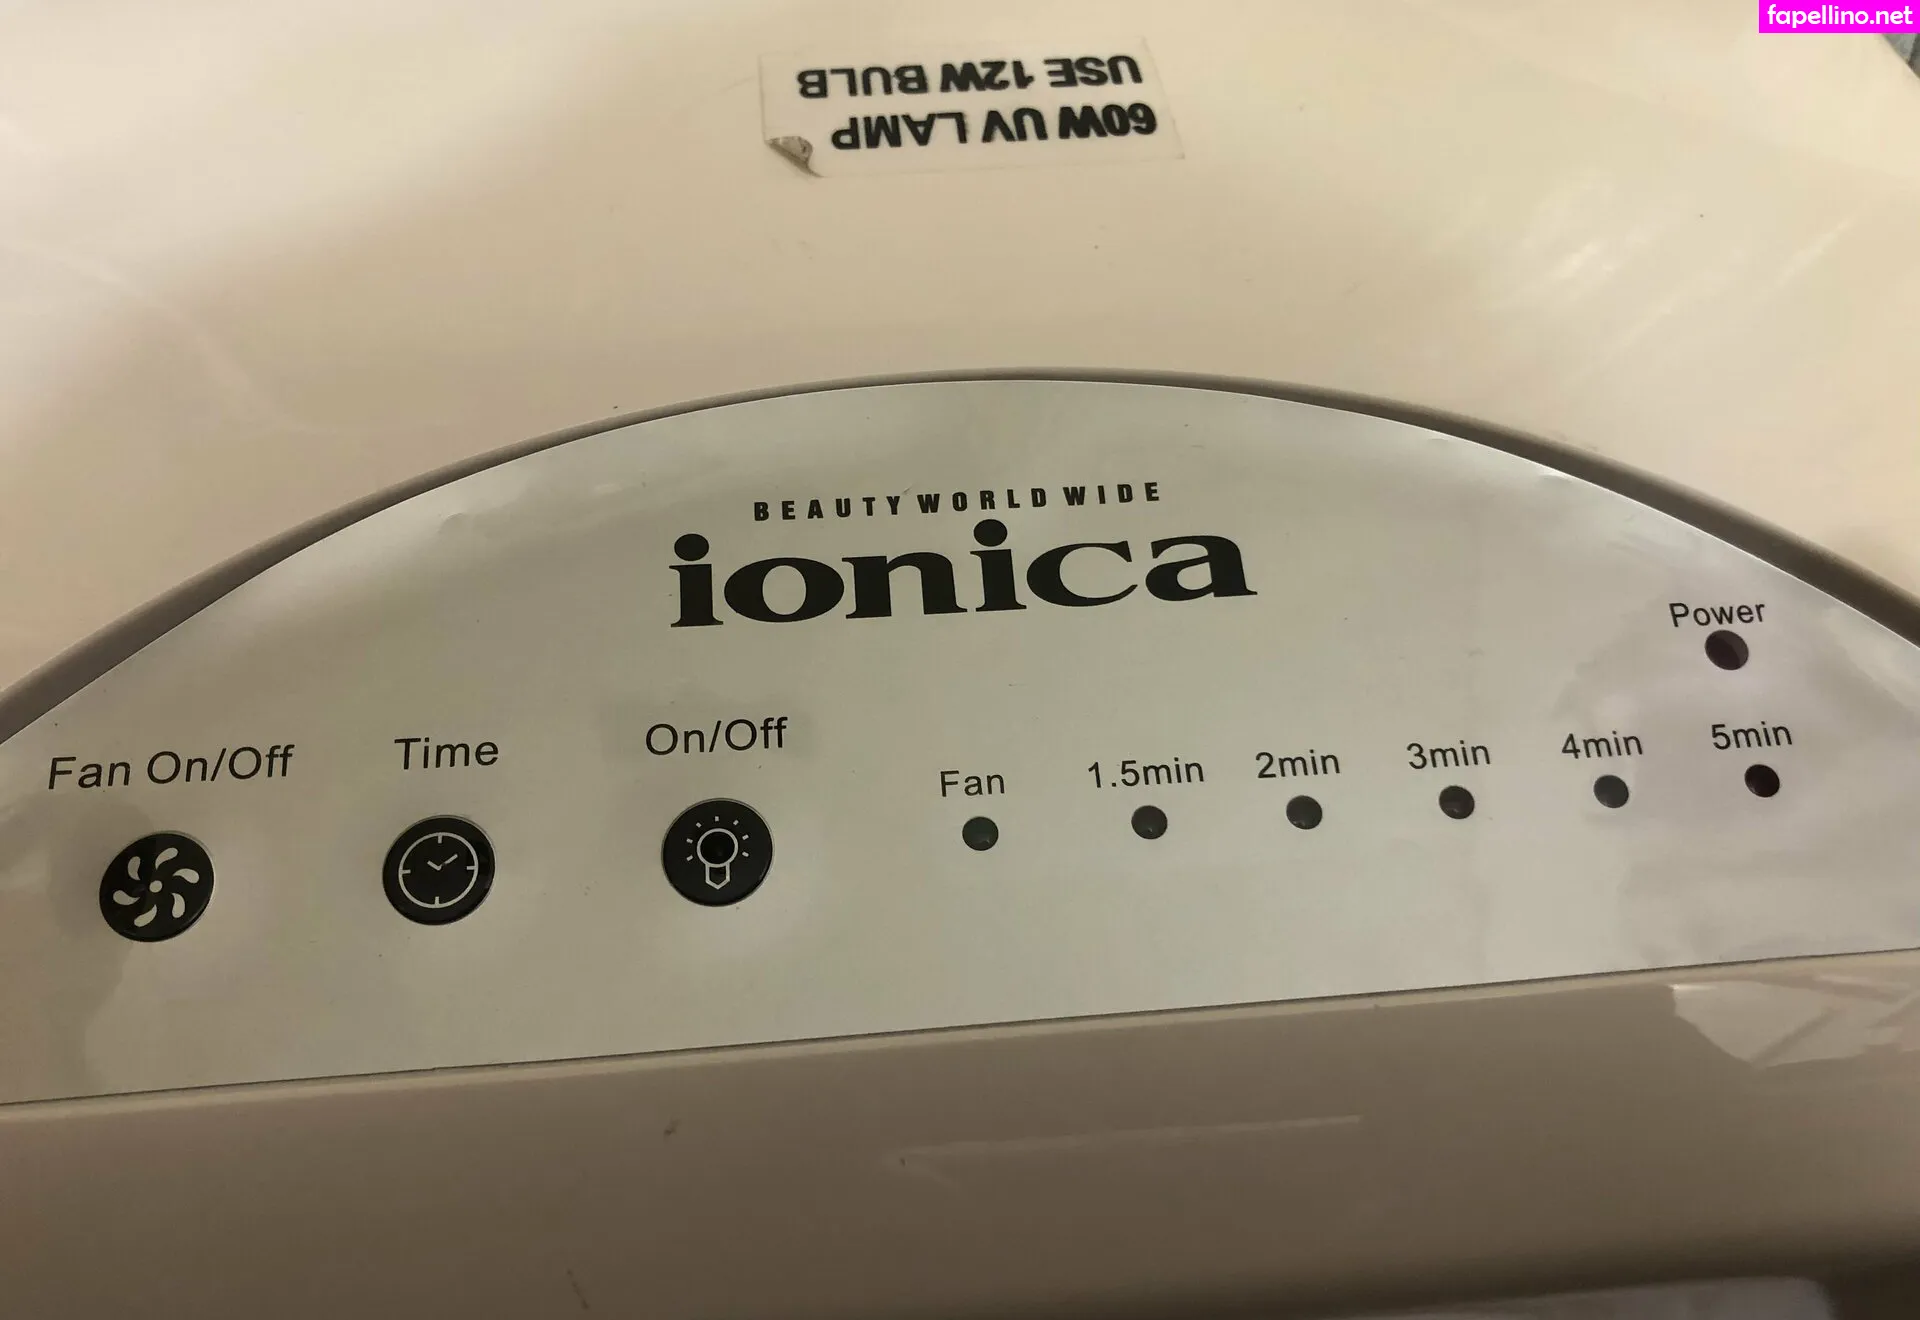 fapellino.net
60W UV LAMP
USE 12W BULB
BEAUTY WORLD WIDE
ionica
Power
Fan On/Off
Time
On/Off
Fan
1.5min
2min
3min
4min
5min